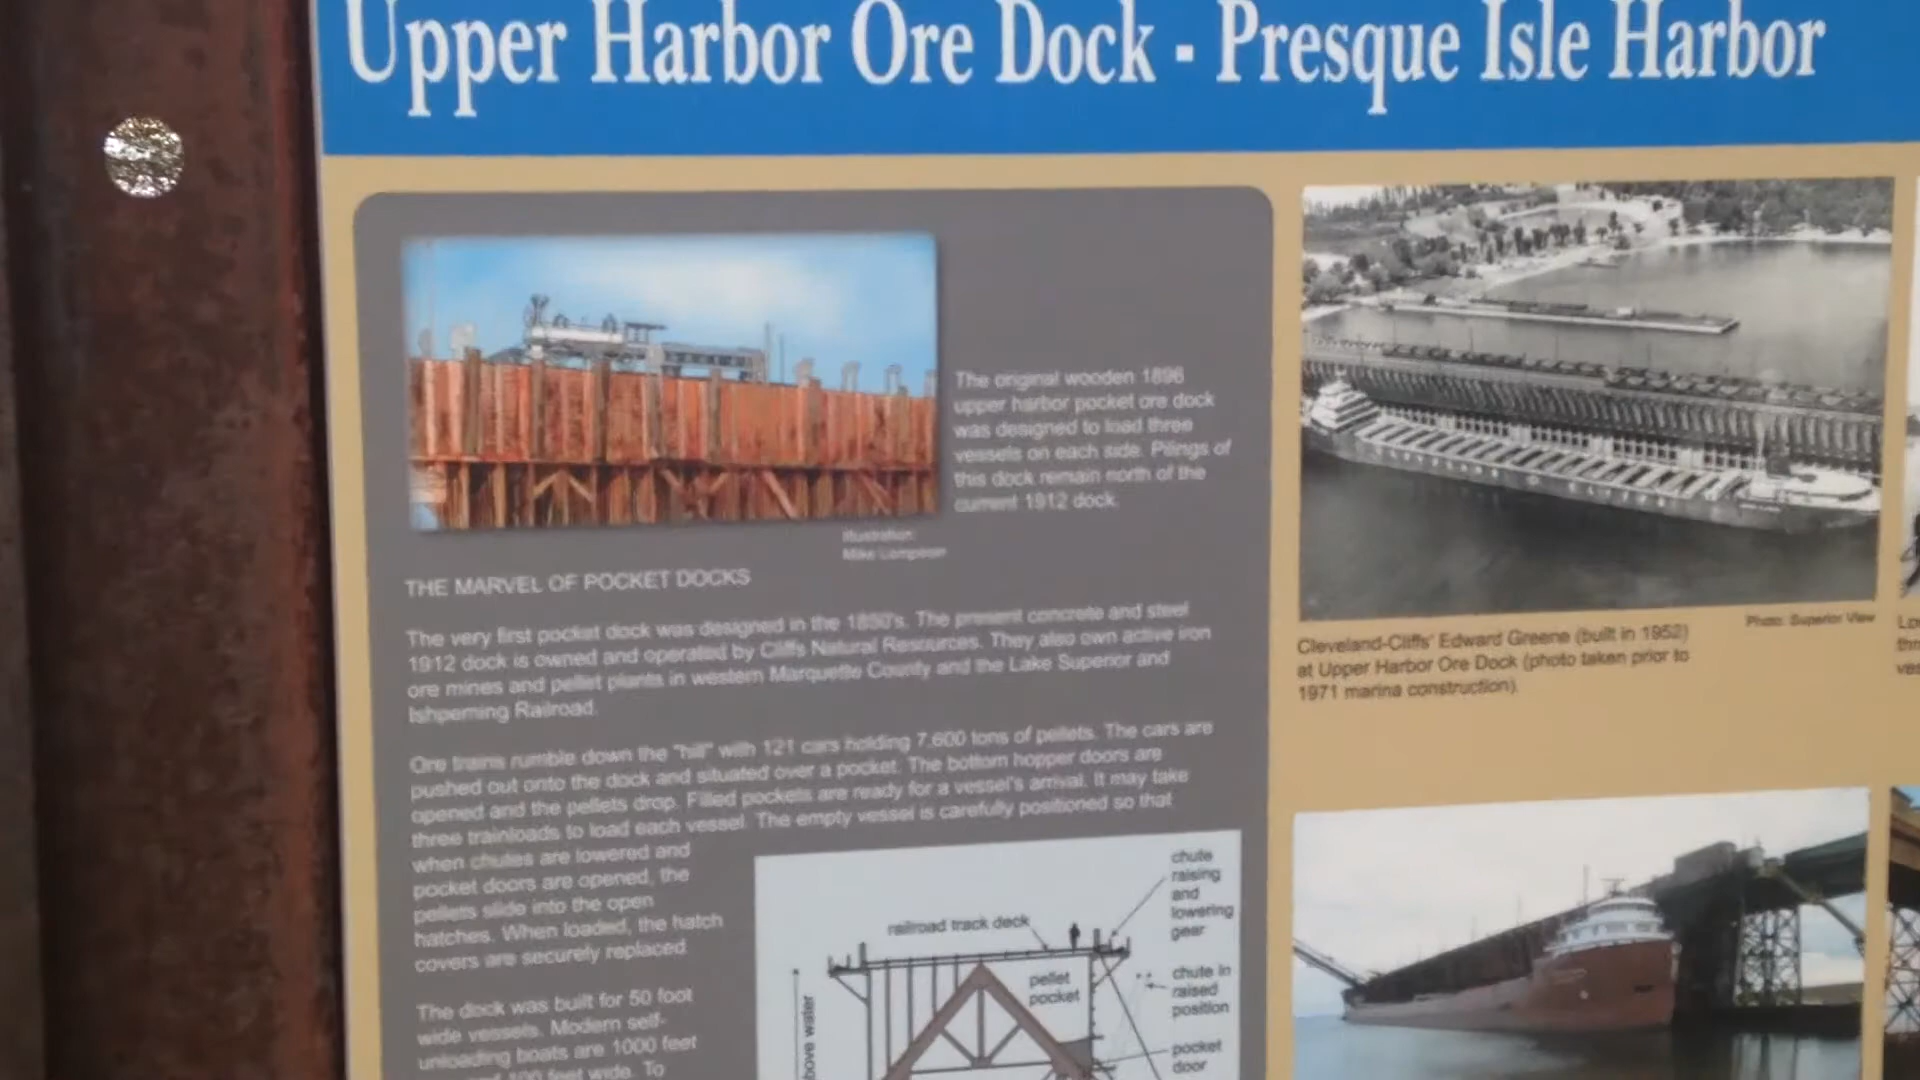 Upper Harbor Ore Dock - Presque Isle Harbor
The original wooden 1896
upper harbor pocket ore dock
was designed to load three
vessels on each side. Pilings of
this dock remain north of the
current 1912 dock.
Illustration:
Mike
THE MARVEL OF POCKET DOCKS
The very first pocket dock was designed in the The present concrete and steel
1912 dock is owned and operated by Cliffs Natural Resources. They also own active iron
ore mines and pellet plants in western Marquette County and the Lake Superior and
Ishpeming Railroad.
Ore trains rumble down the "hill" with 121 cars holding 7,600 tons of pellets. The cars are
pushed out onto the dock and situated over a pocket. The bottom hopper doors are
opened and the pellets drop. Filled pockets are ready for a vessel's arrival. It may take
three trainloads to load each vessel. The empty vessel is carefully positioned so that
when chutes are lowered and
pocket doors are opened, the
pellets slide into the open
hatches. When loaded, the hatch
covers are securely replaced.
The dock was built for 50 foot
wide vessels. Modern self-
unloading boats are 1000 feet
feet wide. To
railroad track deck
chute
raising
and
lowering
gear
pellet
pocket
chute in
raised
position
pocket
door
above water
Photo: Superior View
Cleveland-Cliffs' Edward Greene (built in 1952)
at Upper Harbor Ore Dock (photo taken prior to
1971 marina construction).